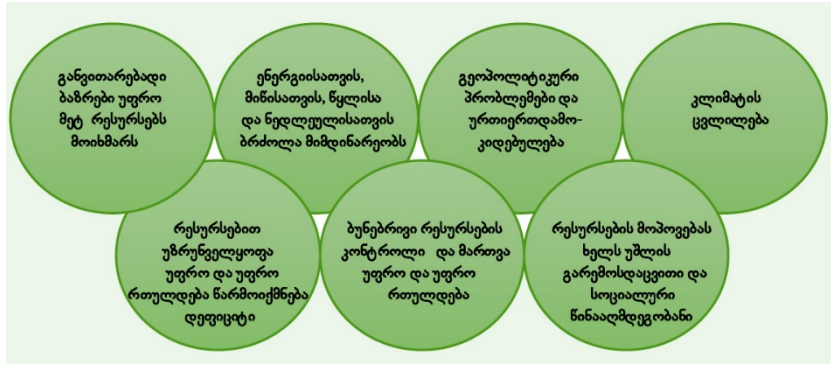 განვითარებადი
ბაზრები უფრო
მეტ რესურსებს
მოიხმარს
ენერგიისათვის,
მიწისათვის, წყლისა
და ნედლეულისათვის
ბრძოლა მიმდინარეობს
გეოპოლიტიკური
პრობლემები და
ურთიერთდამო-
კიდებულება
კლიმატის
ცვლილება
რესურსებით
უზრუნველყოფა
უფრო და უფრო
რთულდება წარმოიქმნება
დეფიციტი
ბუნებრივი რესურსების
კონტროლი და მართვა
უფრო და უფრო
რთულდება
რესურსების მოპოვებას
ხელს უშლის
გარემოსდაცვითი და
სოციალური
წინააღმდეგობანი